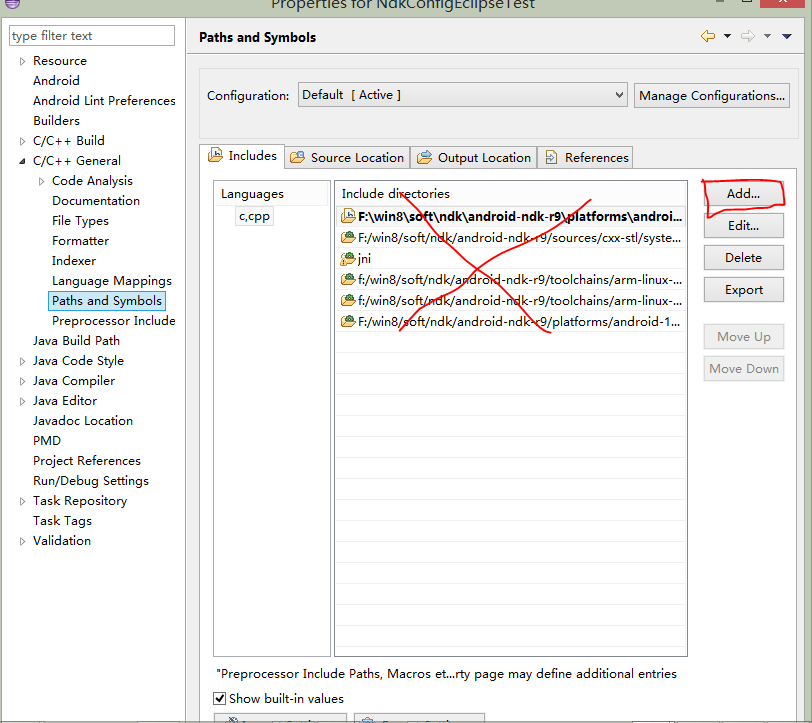 Properties for NdkConfigEclipseTest
type filter text
Paths and Symbols
Resource
Android
Android Lint Preferences
Builders
C/C++ Build
C/C++ General
Code Analysis
Documentation
File Types
Formatter
Indexer
Language Mappings
Paths and Symbols
Preprocessor Include
Java Build Path
Java Code Style
Java Compiler
Java Editor
Javadoc Location
PMD
Project References
Run/Debug Settings
Task Repository
Task Tags
Validation
Configuration:
Default [ Active ]
Manage Configurations...
Includes
Source Location
Output Location
References
Languages
c,cpp
Include directories
F:\win8\soft\ndk\android-ndk-r9\platforms\androi...
F:/win8/soft/ndk/android-ndk-r9/sources/cxx-stl/syste...
jni
f:/win8/soft/ndk/android-ndk-r9/toolchains/arm-linux-...
f:/win8/soft/ndk/android-ndk-r9/toolchains/arm-linux-...
F:/win8/soft/ndk/android-ndk-r9/platforms/android-1...
Add...
Edit...
Delete
Export
Move Up
Move Down
"Preprocessor Include Paths, Macros et...rty page may define additional entries
Show built-in values